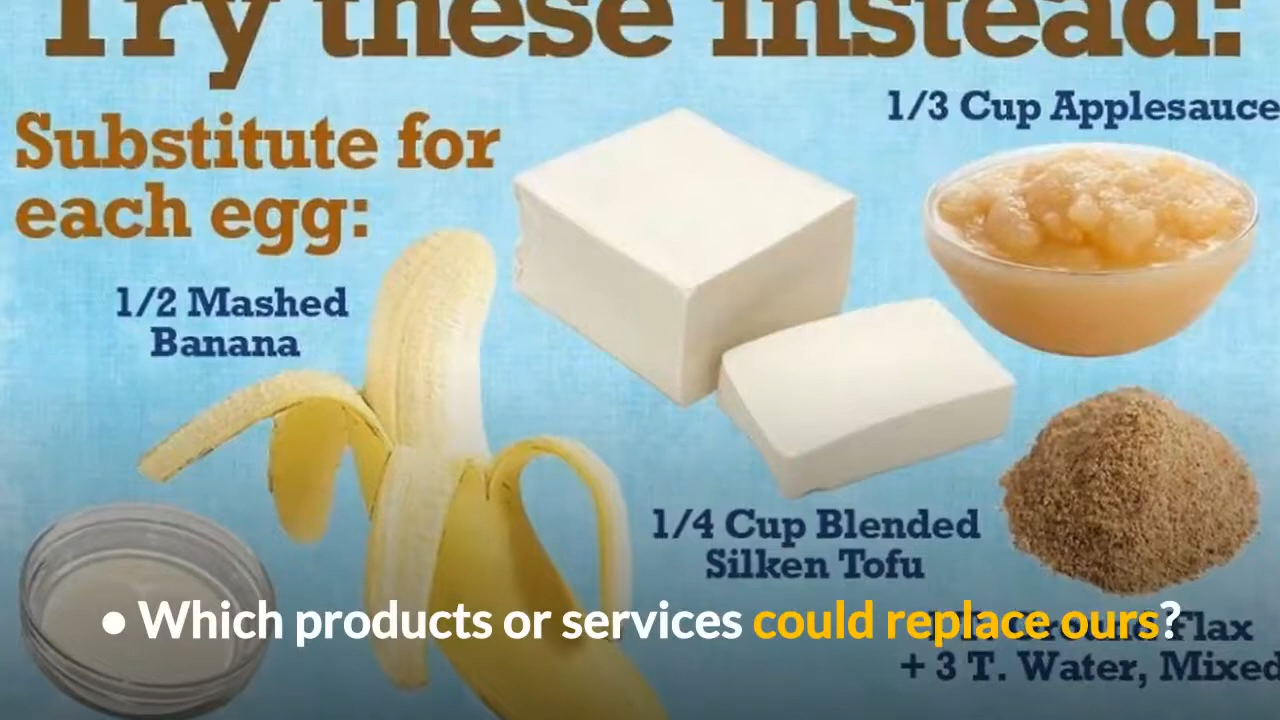 Try these instead:
Substitute for
each egg:
1/3 Cup Applesauce
1/2 Mashed
Banana
1/4 Cup Blended
Silken Tofu
Ground Flax
+ 3 T. Water, Mixed
• Which products or services could replace ours?